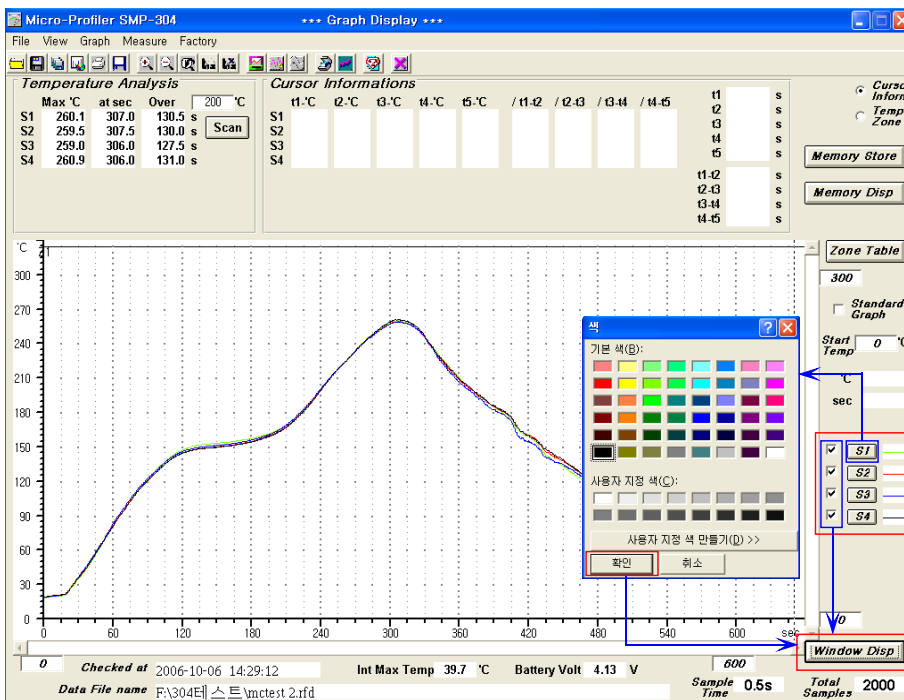 Micro-Profiler SMP-304 *** Graph Display ***
File View Graph Measure Factory
Temperature Analysis
Max °C at sec Over 200 °C
S1 260.1 307.0 130.5 s
S2 259.5 307.5 130.0 s
S3 259.0 306.0 127.5 s
S4 260.9 306.0 131.0 s
Scan
Cursor Informations
t1-°C t2-°C t3-°C t4-°C t5-°C / t1-t2 / t2-t3 / t3-t4 / t4-t5
S1
S2
S3
S4
t1 s
t2 s
t3 s
t4 s
t5 s
t1-t2 s
t2-t3 s
t3-t4 s
t4-t5 s
Temp
Zone
Memory Store
Memory Disp
°C
1
300
270
240
210
180
150
120
90
60
30
0
0 60 120 180 240 300 360 420 480 540 600 sec
Zone Table
300
Standard
Graph
Start Temp 0 °C
°C
sec
S1
S2
S3
S4
Window Disp
색
기본 색(B):
사용자 지정 색(C):
사용자 지정 색 만들기(D) >>
확인 취소
0 600
Checked at 2006-10-06 14:29:12
Int Max Temp 39.7 °C Battery Volt 4.13 V
Sample Time 0.5s Total Samples 2000
Data File name F:\304테스트\mctest 2.rfd